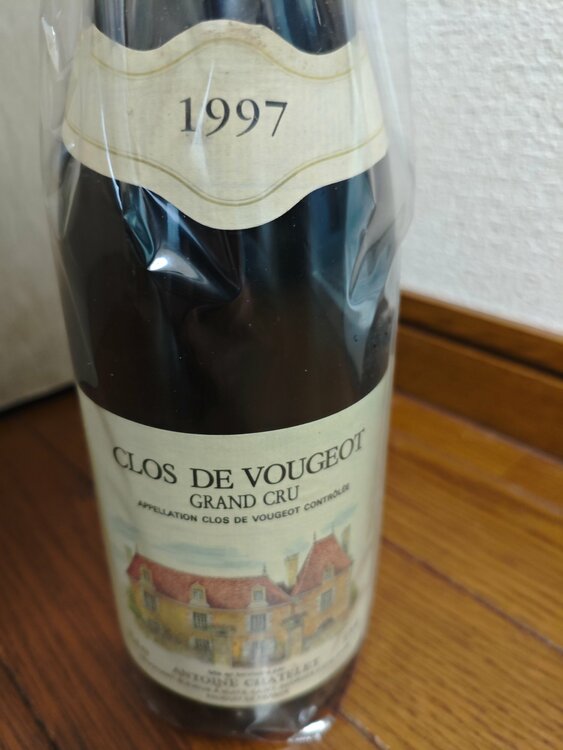 1997
CLOS DE VOUGEOT
GRAND CRU
APPELLATION CLOS DE VOUGEOT CONTRÔLÉE
ANTOINE CHATELET